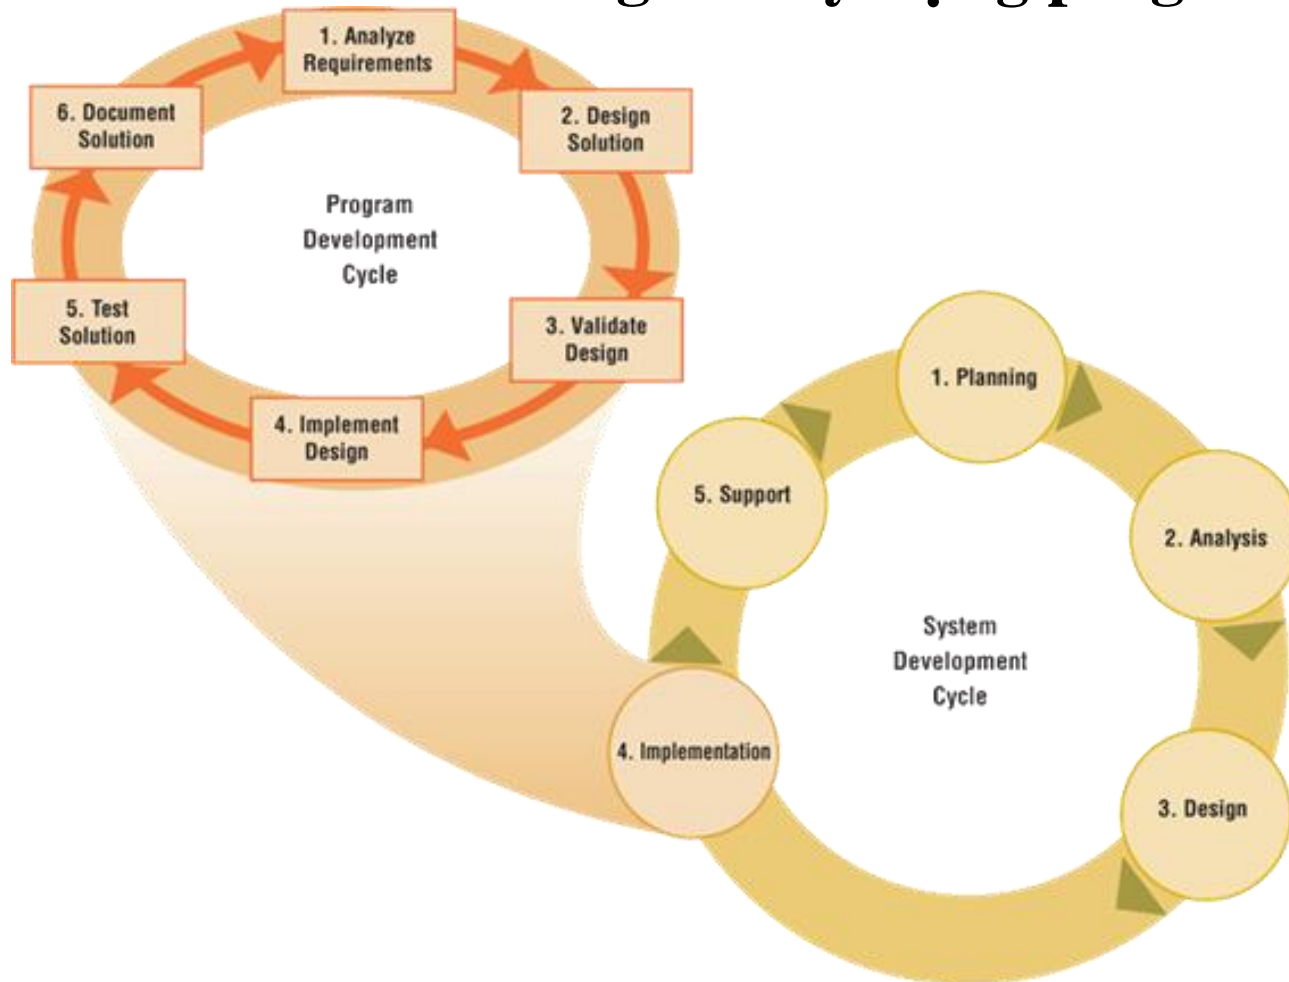 1. Analyze
Requirements
2. Design
Solution
3. Validate
Design
4. Implement
Design
5. Test
Solution
6. Document
Solution
Program
Development
Cycle
1. Planning
2. Analysis
3. Design
4. Implementation
5. Support
System
Development
Cycle